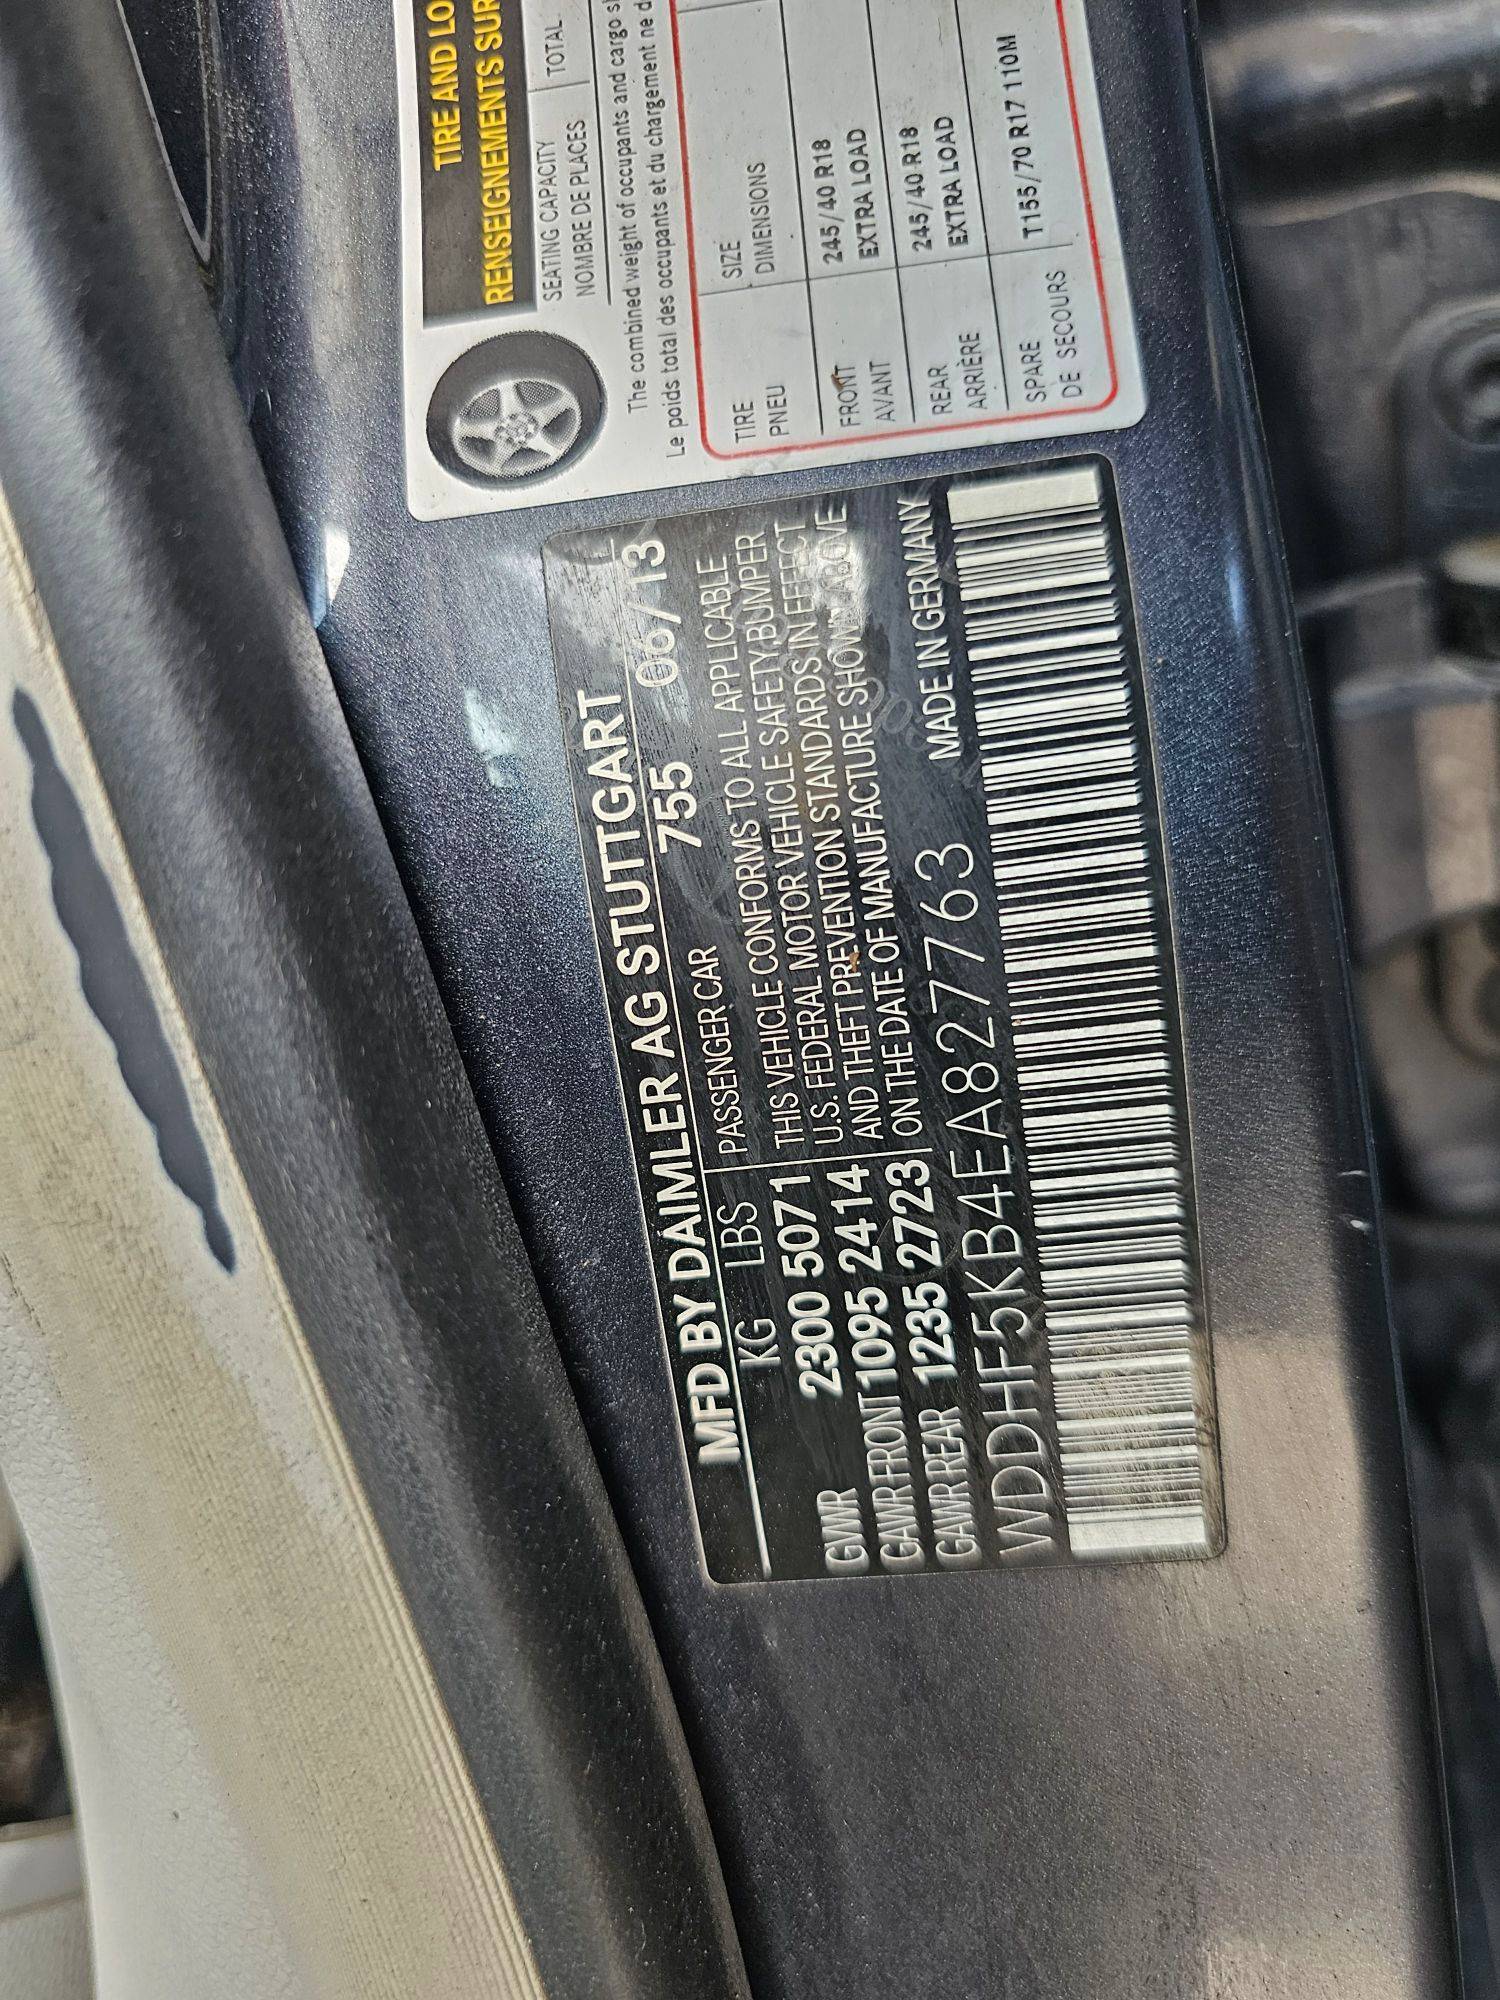 MFD BY DAIMLER AG STUTTGART
755 06/13
KG LBS PASSENGER CAR
GVWR 2300 5071
GAWR FRONT 1095 2414
GAWR REAR 1235 2723
THIS VEHICLE CONFORMS TO ALL APPLICABLE
U.S. FEDERAL MOTOR VEHICLE SAFETY, BUMPER
AND THEFT PREVENTION STANDARDS IN EFFECT
ON THE DATE OF MANUFACTURE SHOWN ABOVE
MADE IN GERMANY
WDDHF5KB4EA827763
TIRE AND LO
RENSEIGNEMENTS SUR
SEATING CAPACITY
NOMBRE DE PLACES
TOTAL
The combined weight of occupants and cargo
Le poids total des occupants et du chargement ne
TIRE SIZE
PNEU DIMENSIONS
FRONT 245/40 R18
AVANT EXTRA LOAD
REAR 245/40 R18
ARRIÈRE EXTRA LOAD
SPARE T155/70 R17 110M
DE SECOURS